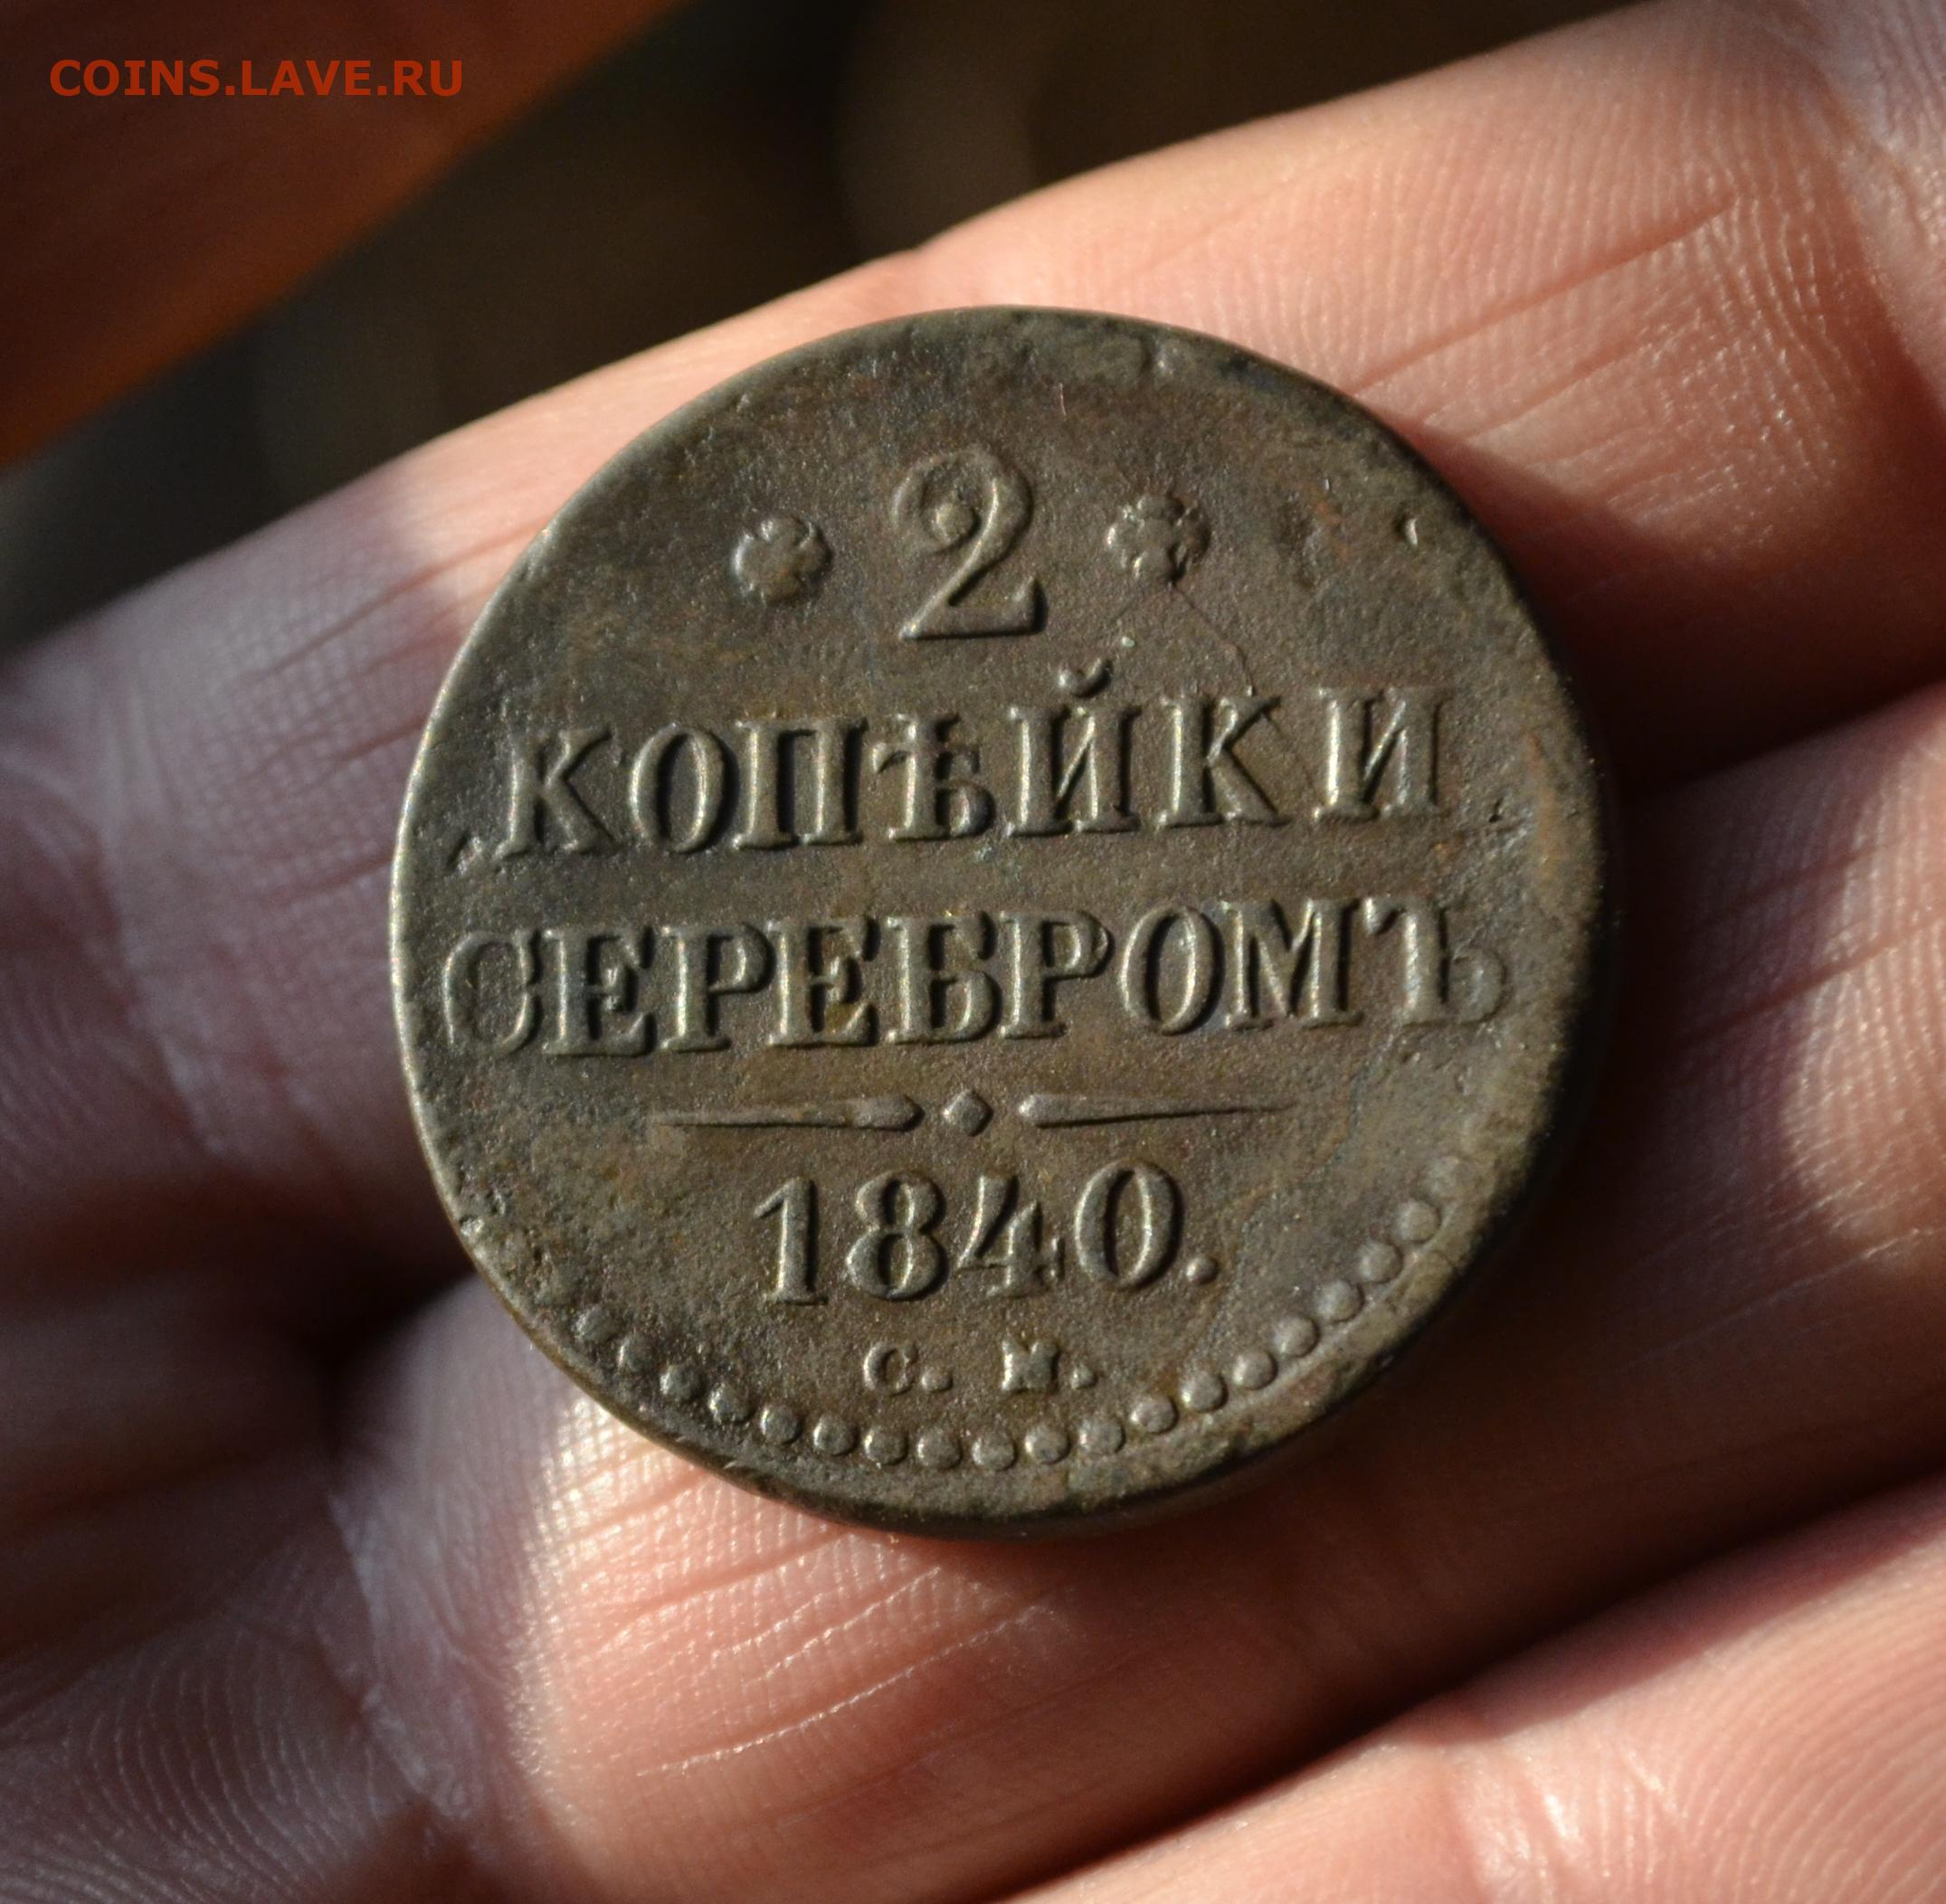 COINS.LAVE.RU
2
КОПѢЙКИ
СЕРЕБРОМЪ
1840.
С. М.